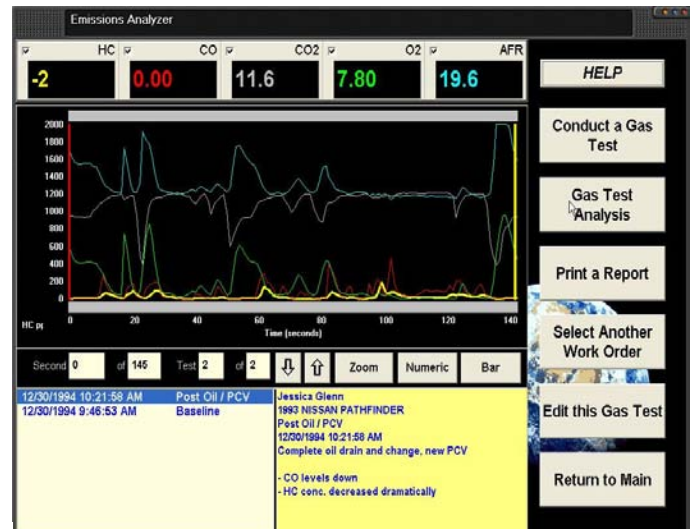 Emissions Analyzer
HC CO CO2 O2 AFR
-2 0.00 11.6 7.80 19.6
HELP
Conduct a Gas
Test
Gas Test
Analysis
Print a Report
Select Another
Work Order
Edit this Gas Test
Return to Main
2000
1800
1600
1400
1200
1000
800
600
400
200
0
HC
0 20 40 60 80 100 120 140
Time (seconds)
Second 0 of 145 Test 2 of 2 Zoom Numeric Bar
12/30/1994 10:21:58 AM Post Oil / PCV
12/30/1994 9:46:53 AM Baseline
Jessica Glenn
1993 NISSAN PATHFINDER
Post Oil / PCV
12/30/1994 10:21:58 AM
Complete oil drain and change, new PCV
- CO levels down
- HC conc. decreased dramatically